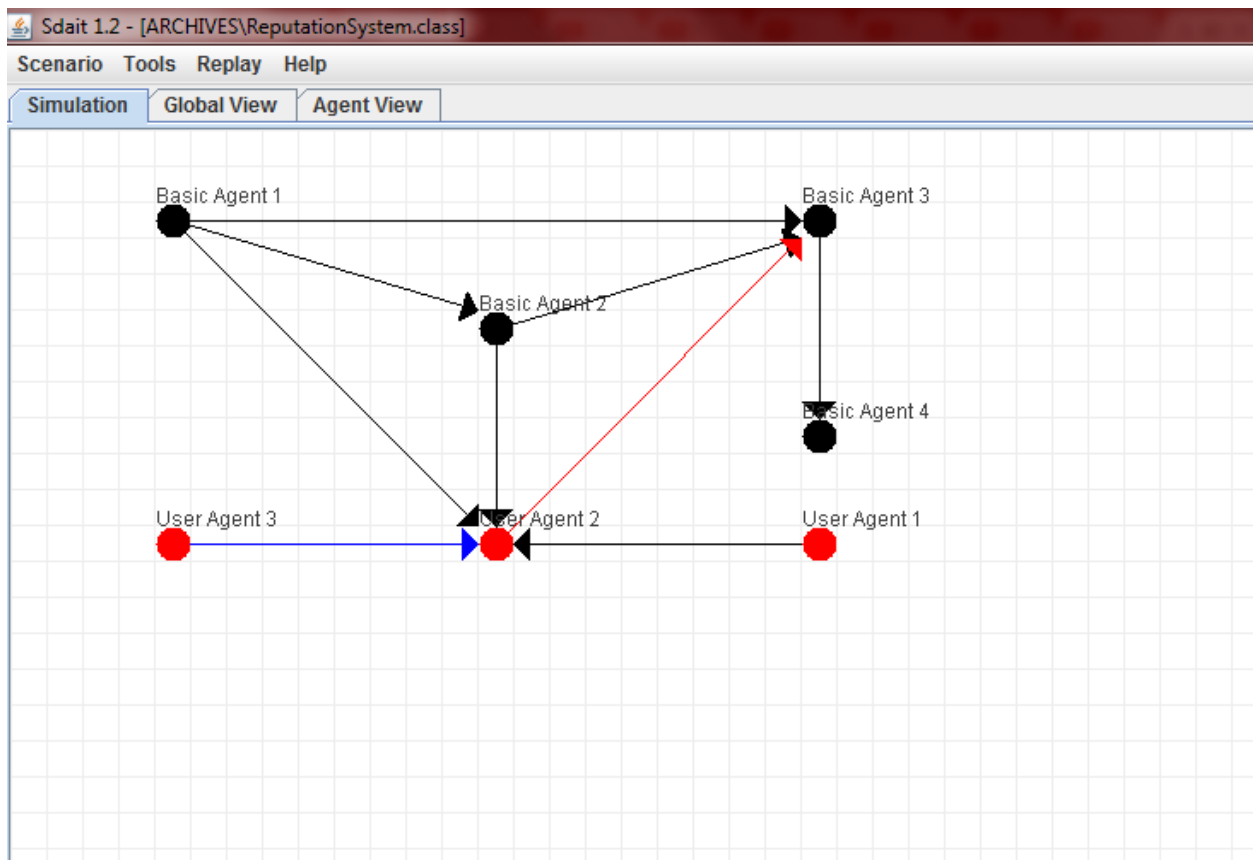 Sdait 1.2 - [ARCHIVES\ReputationSystem.class]
Scenario Tools Replay Help
Simulation Global View Agent View
Basic Agent 1
Basic Agent 3
Basic Agent 2
Basic Agent 4
User Agent 3
User Agent 2
User Agent 1